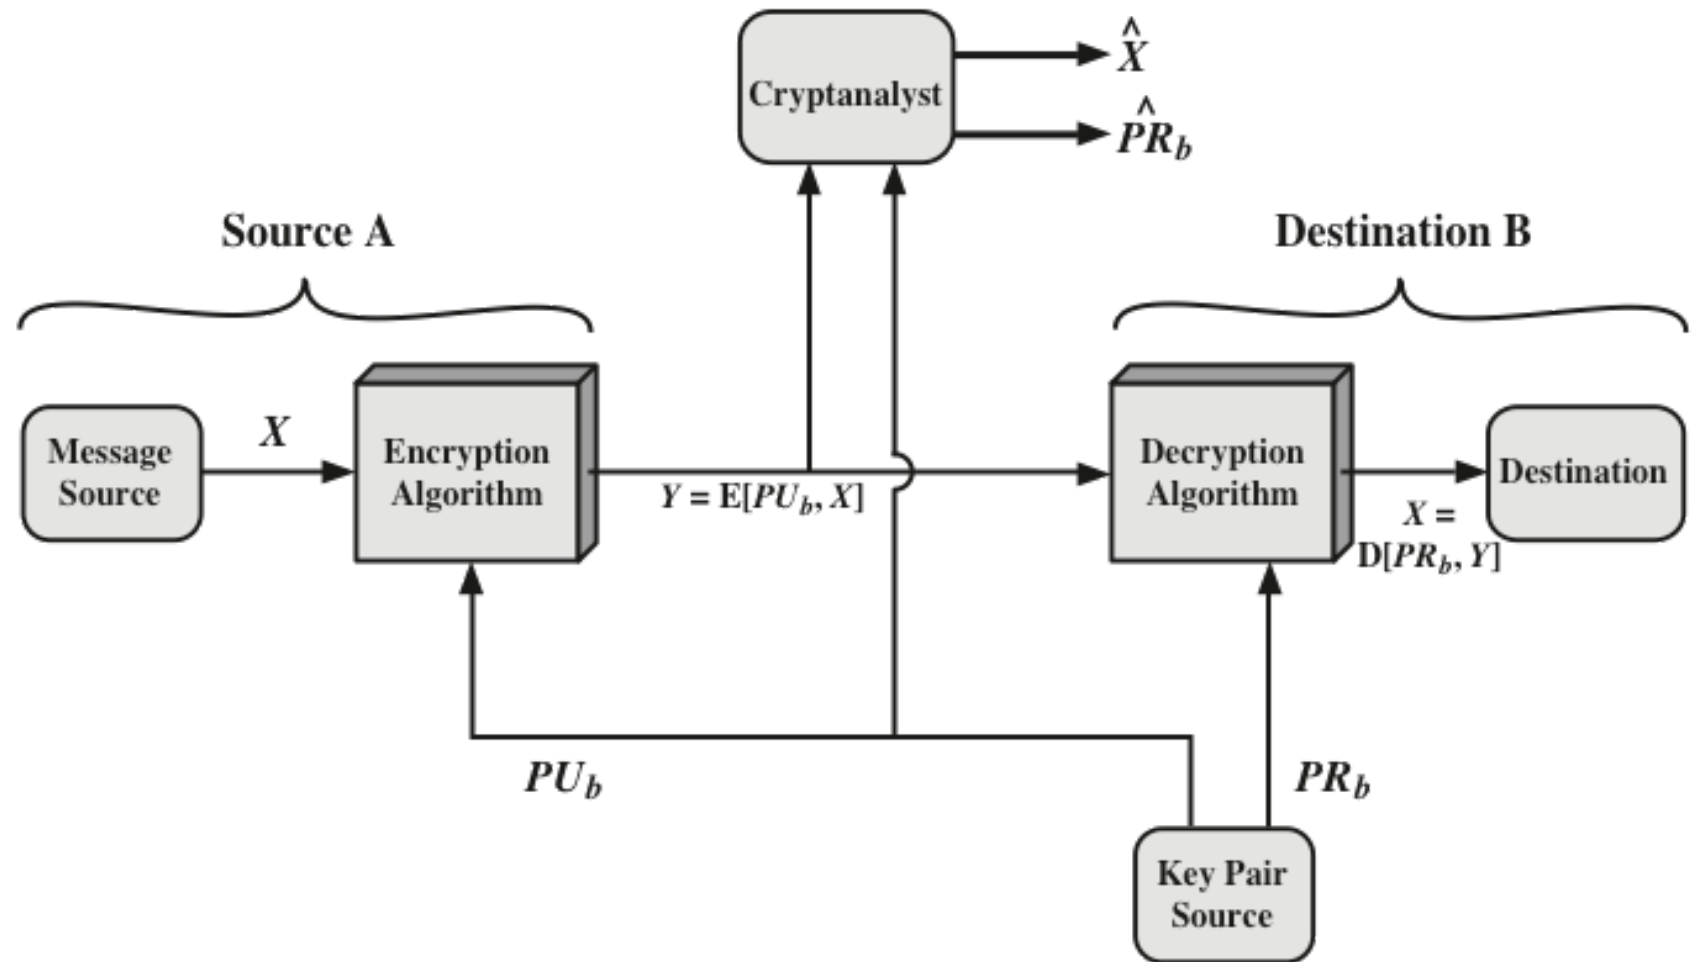 Cryptanalyst
X̂
P̂R_b
Source A
Destination B
Message
Source
X
Encryption
Algorithm
Y = E[PU_b, X]
Decryption
Algorithm
X =
D[PR_b, Y]
Destination
PU_b
PR_b
Key Pair
Source